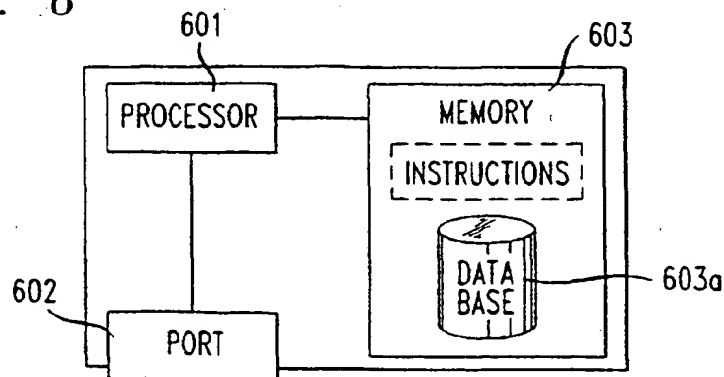 601
603
PROCESSOR
MEMORY
INSTRUCTIONS
DATA
BASE
603a
602
PORT